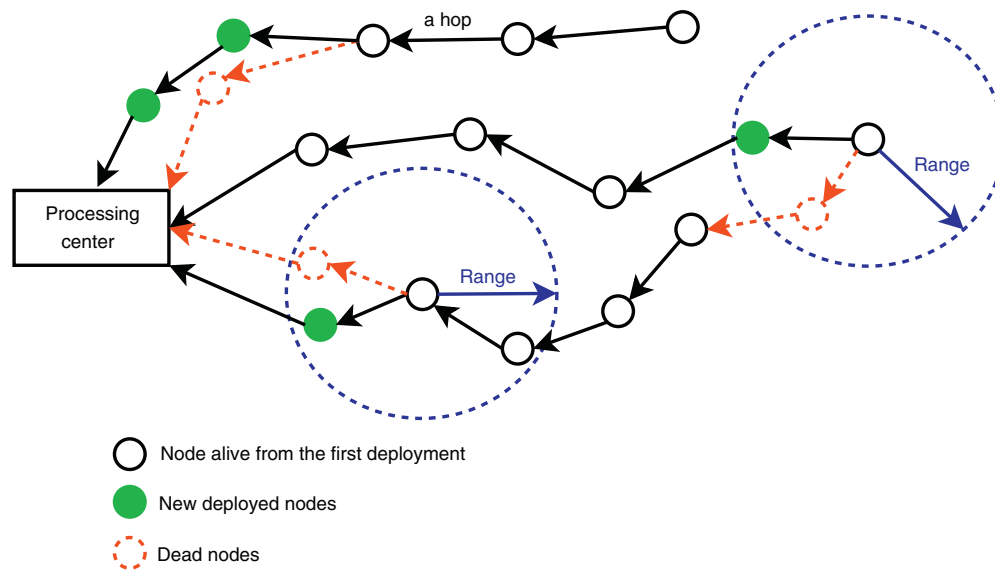 a hop
Range
Processing
center
Range
Node alive from the first deployment
New deployed nodes
Dead nodes